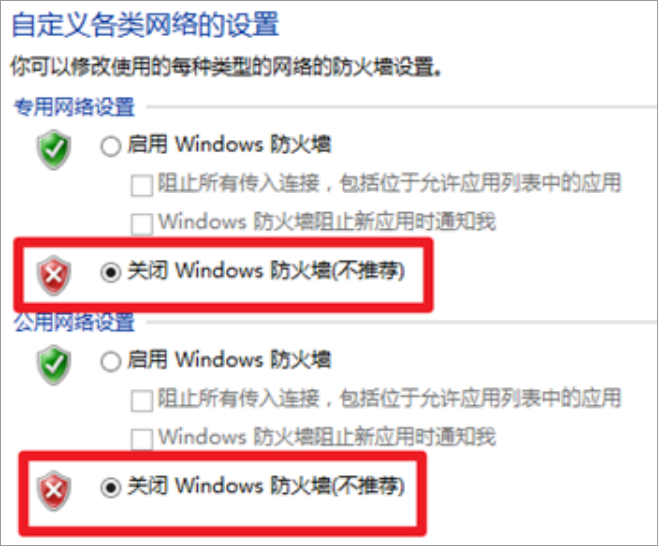 自定义各类网络的设置
你可以修改使用的每种类型的网络的防火墙设置。
专用网络设置
启用 Windows 防火墙
阻止所有传入连接，包括位于允许应用列表中的应用
Windows 防火墙阻止新应用时通知我
关闭 Windows 防火墙(不推荐)
公用网络设置
启用 Windows 防火墙
阻止所有传入连接，包括位于允许应用列表中的应用
Windows 防火墙阻止新应用时通知我
关闭 Windows 防火墙(不推荐)